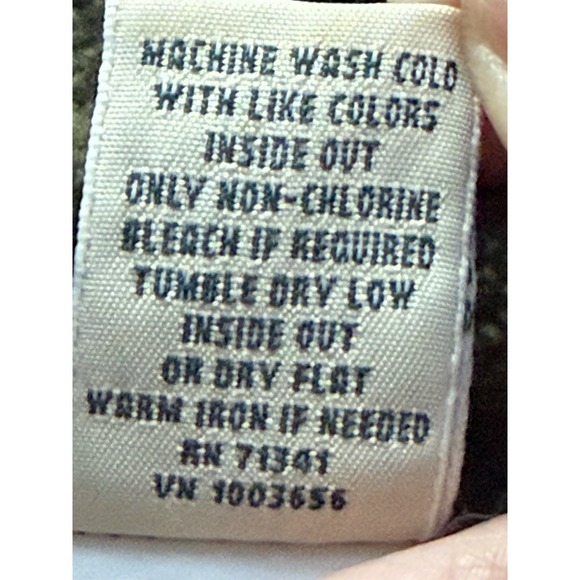 MACHINE WASH COLD
WITH LIKE COLORS
INSIDE OUT
ONLY NON-CHLORINE
BLEACH IF REQUIRED
TUMBLE DRY LOW
INSIDE OUT
OR DRY FLAT
WARM IRON IF NEEDED
RN 71341
VN 1003656